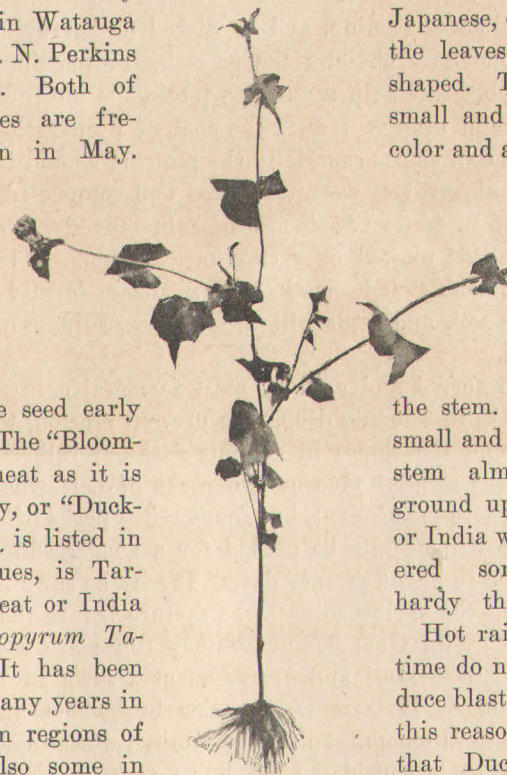 in Watauga
. N. Perkins
. Both of
es are fre-
n in May.
e seed early
The “Bloom-
heat as it is
y, or “Duck-
is listed in
ues, is Tar-
eat or India
opyrum Ta-
It has been
any years in
n regions of
lso some in
Japanese,
the leaves
shaped. T
small and
color and a
the stem.
small and
stem alm
ground up
or India w
ered som
hardy th
Hot rai
time do n
duce blast
this reaso
that Duc